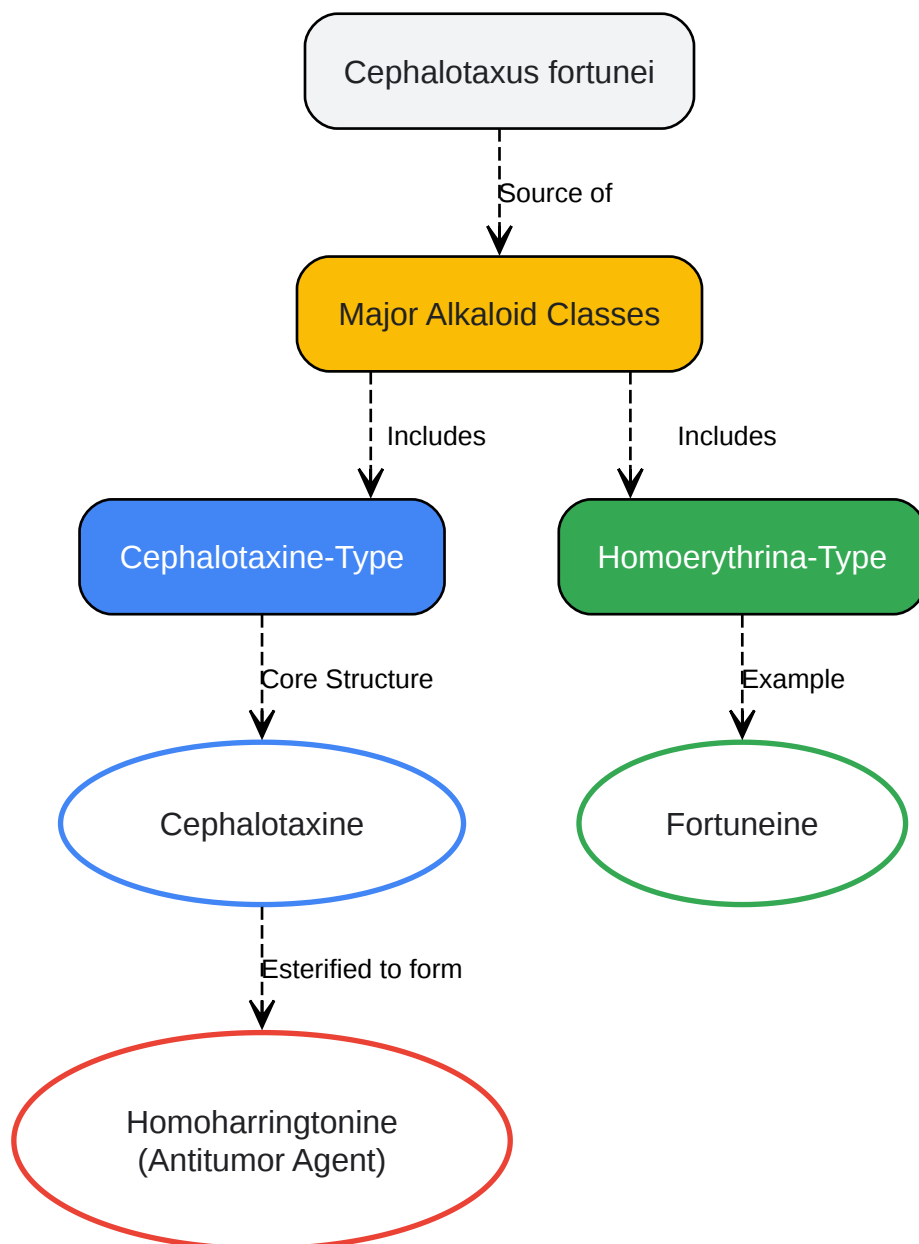 Cephalotaxus fortunei
Source of
Major Alkaloid Classes
Includes
Includes
Cephalotaxine-Type
Homoerythrina-Type
Core Structure
Example
Cephalotaxine
Fortuneine
Esterified to form
Homoharringtonine
(Antitumor Agent)